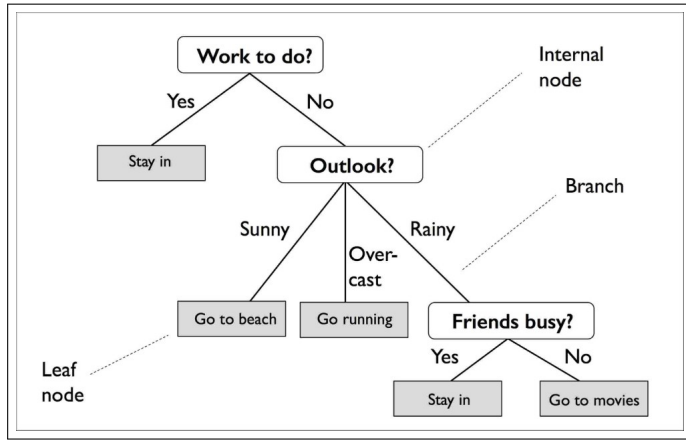 Work to do?
Internal
node
Yes
No
Stay in
Outlook?
Branch
Sunny
Rainy
Over-
cast
Go to beach
Go running
Friends busy?
Leaf
node
Yes
No
Stay in
Go to movies